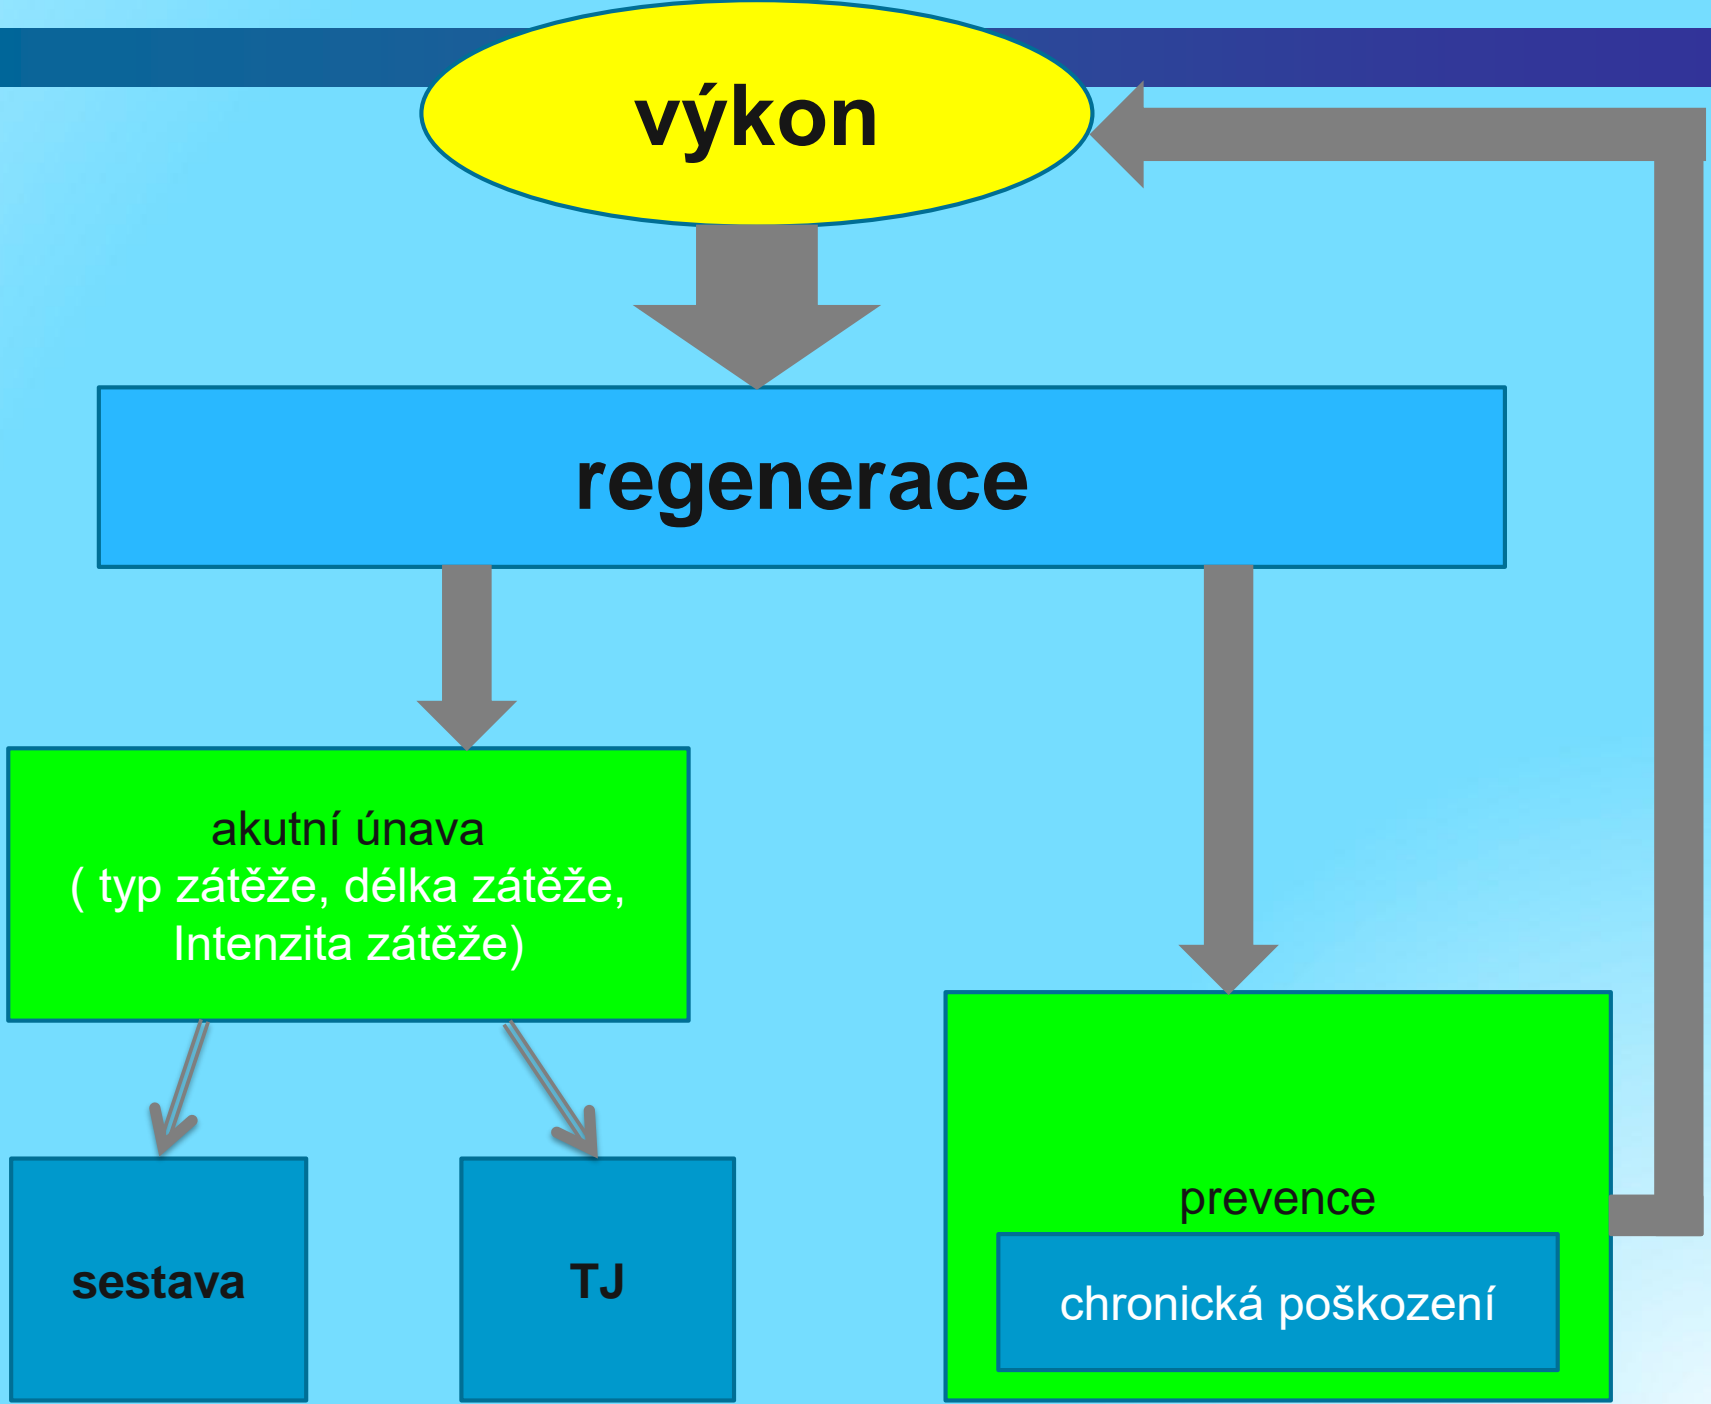 výkon
regenerace
akutní únava
( typ zátěže, délka zátěže,
Intenzita zátěže)
sestava
TJ
prevence
chronická poškození